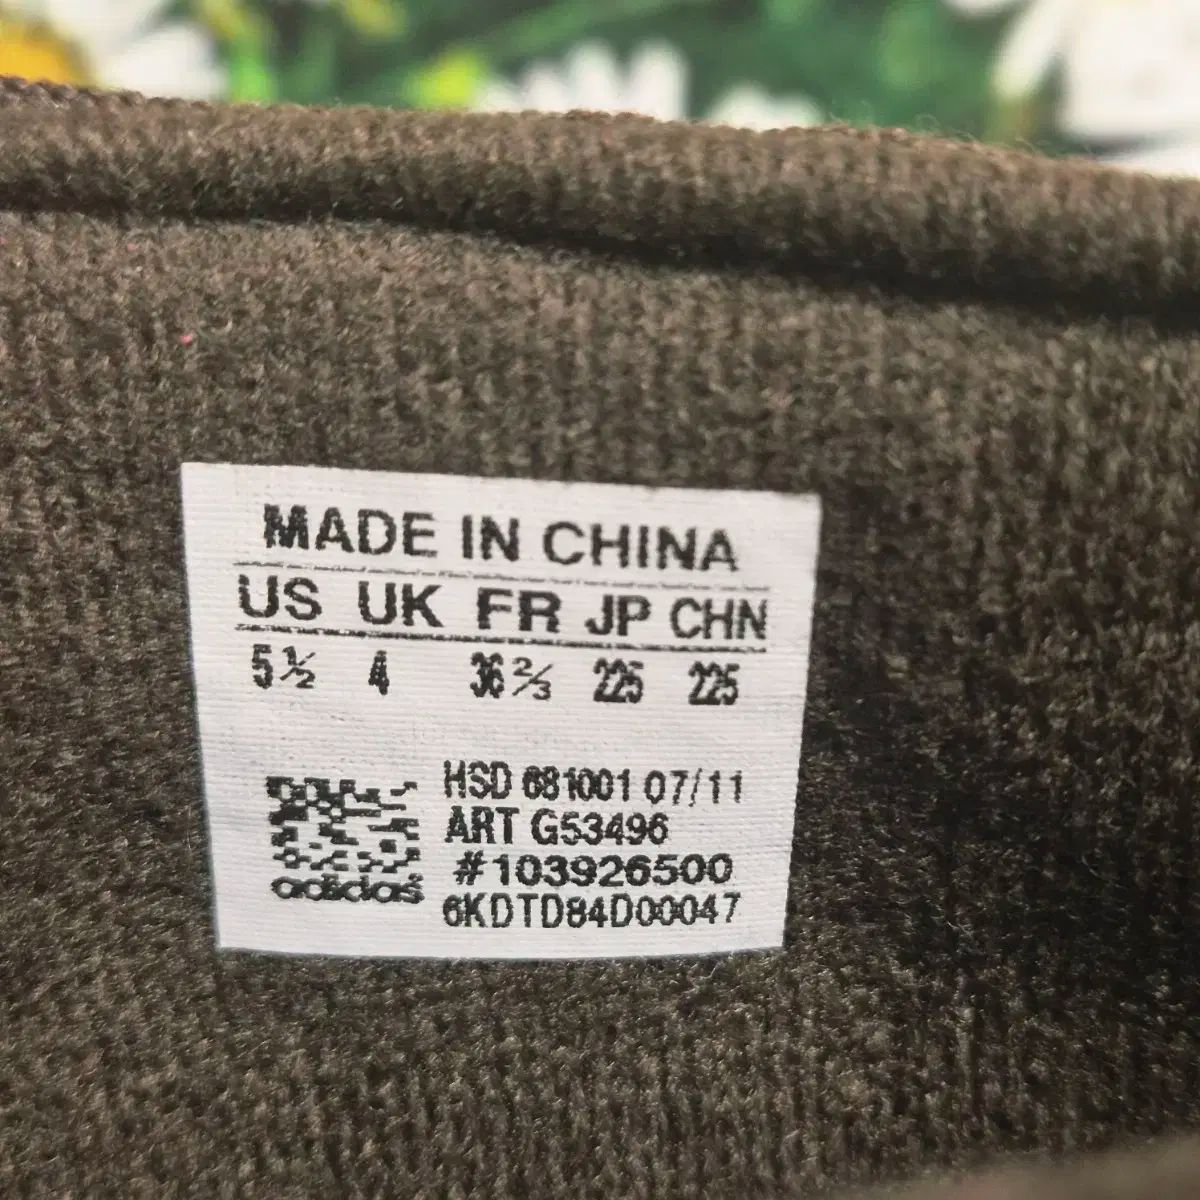 MADE IN CHINA
US UK FR JP CHN
5½ 4 36⅔ 225 225
HSD 681001 07/11
ART G53496
#103926500
adidas
6KDTD84D00047